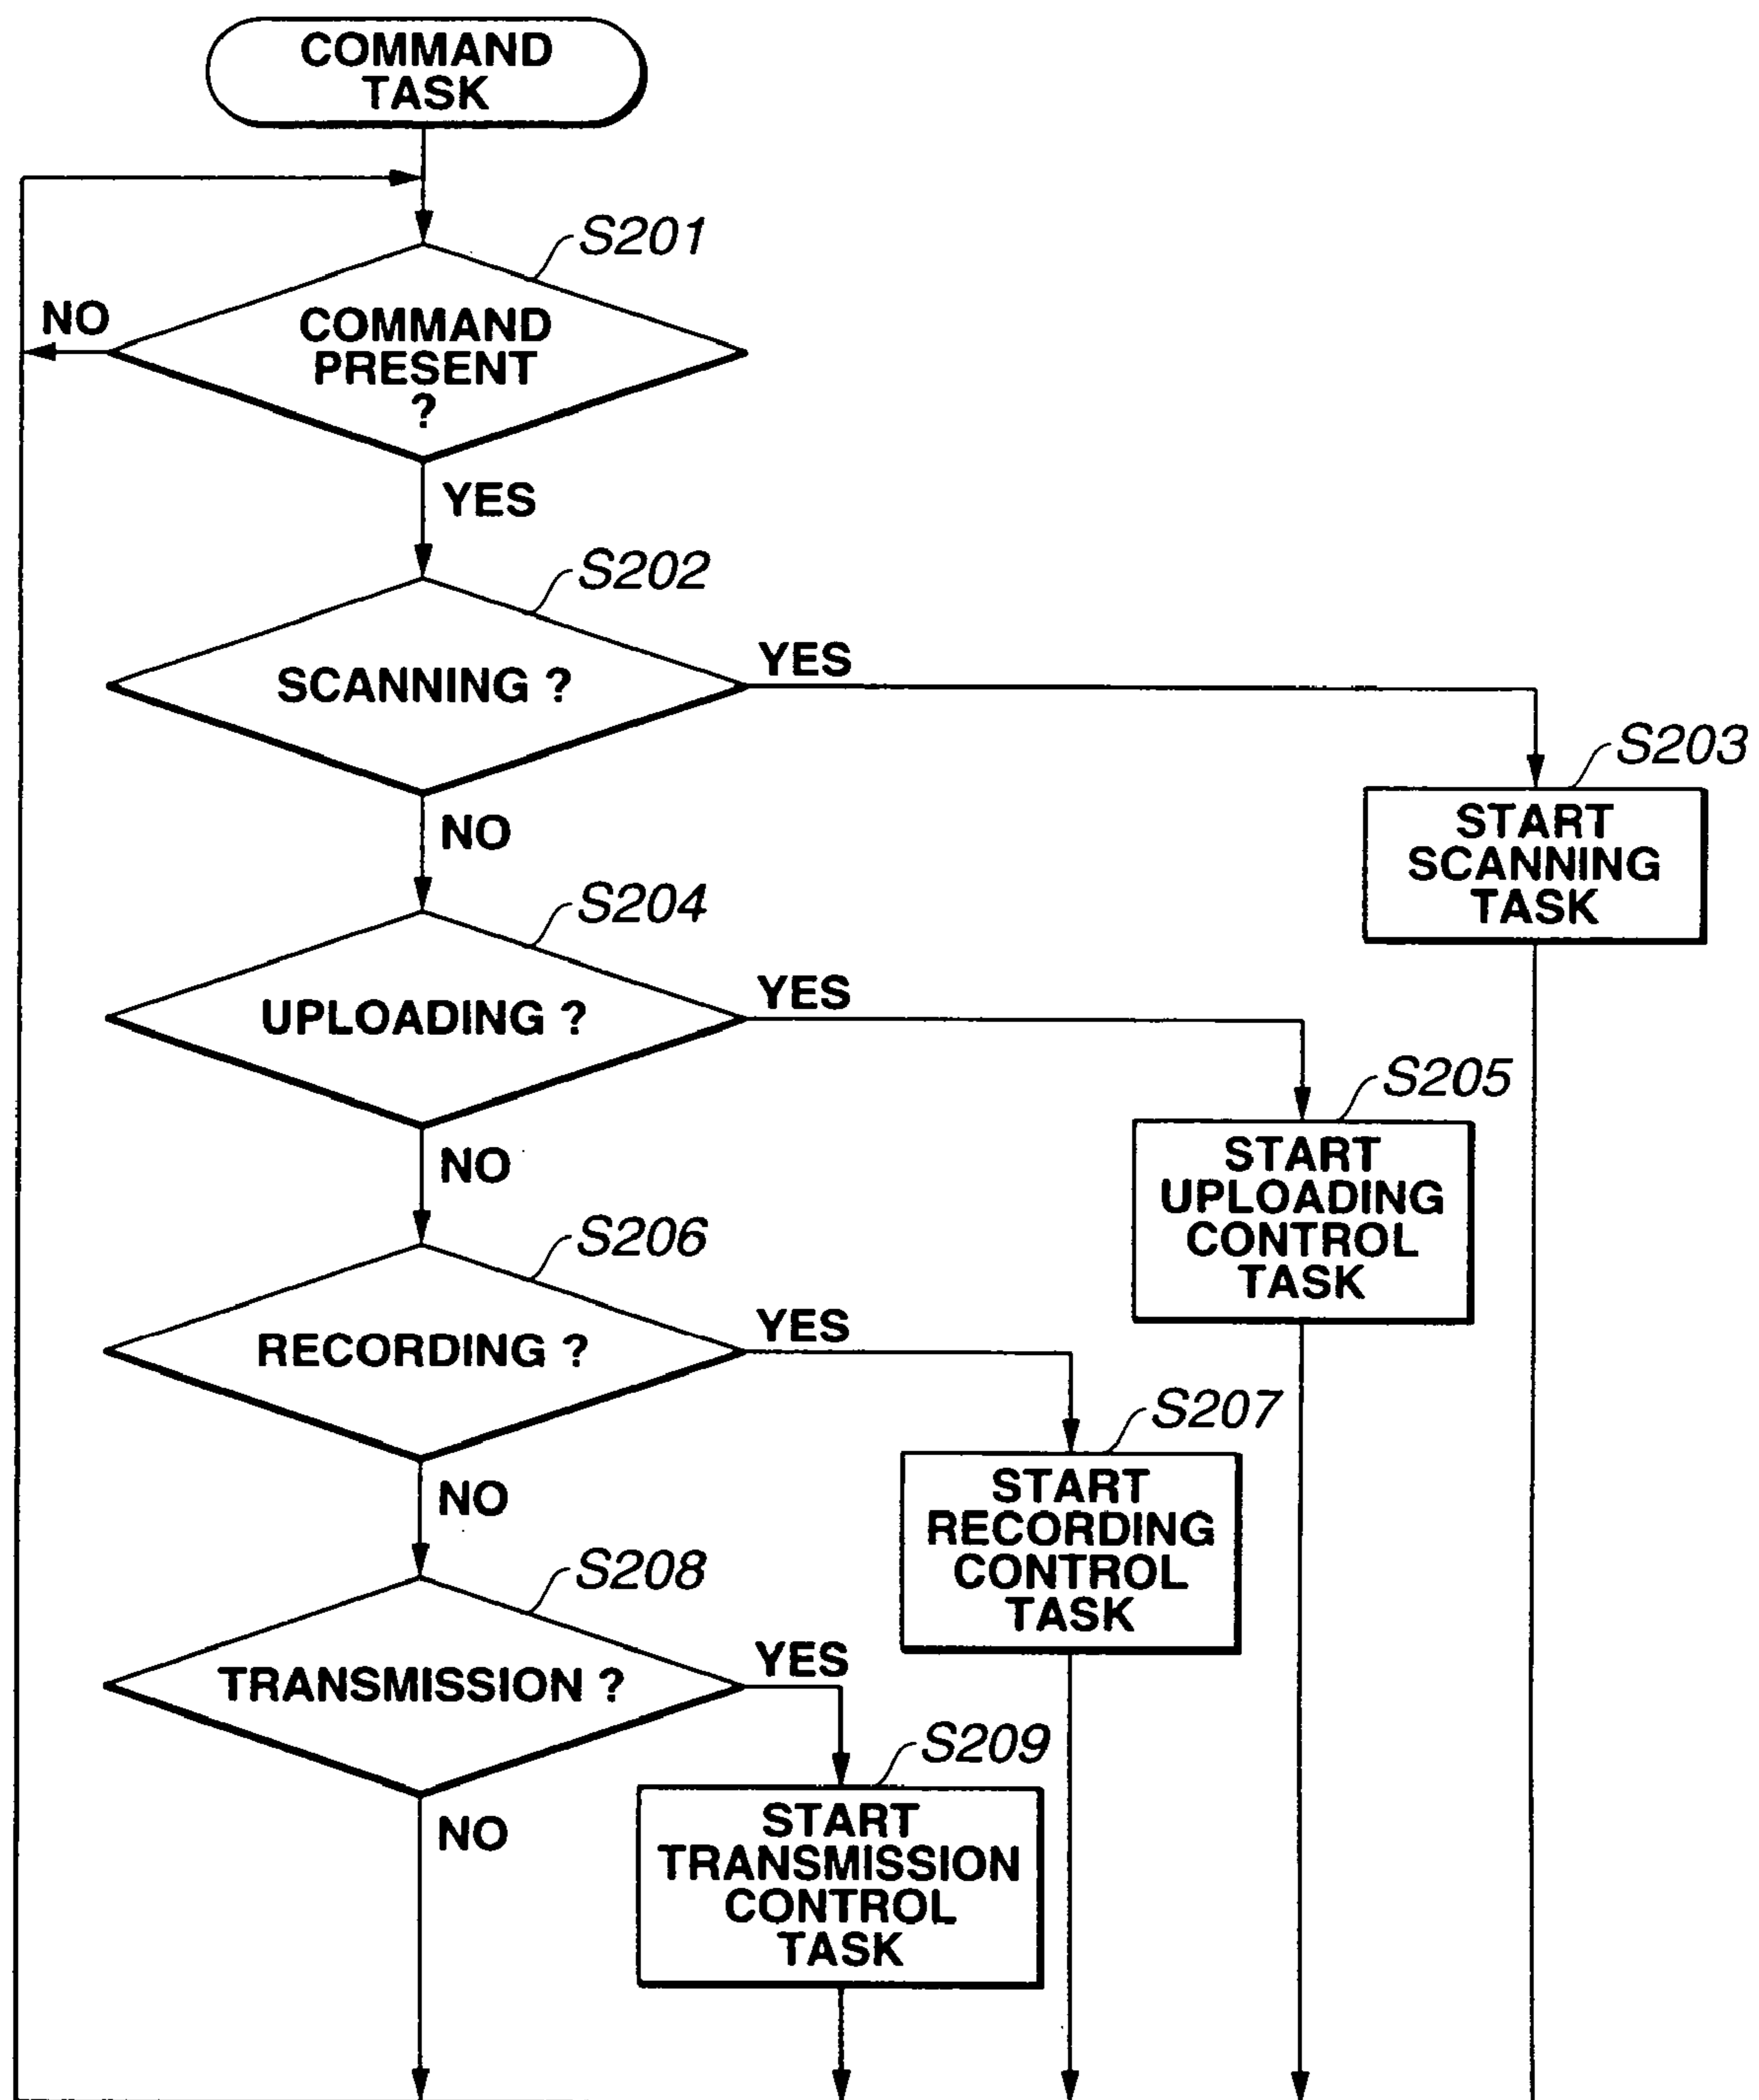 COMMAND
TASK
S201
NO
COMMAND
PRESENT
?
YES
S202
SCANNING ?
YES
S203
START
SCANNING
TASK
NO
S204
UPLOADING ?
YES
S205
START
UPLOADING
CONTROL
TASK
NO
S206
RECORDING ?
YES
S207
START
RECORDING
CONTROL
TASK
NO
S208
TRANSMISSION ?
YES
S209
START
TRANSMISSION
CONTROL
TASK
NO